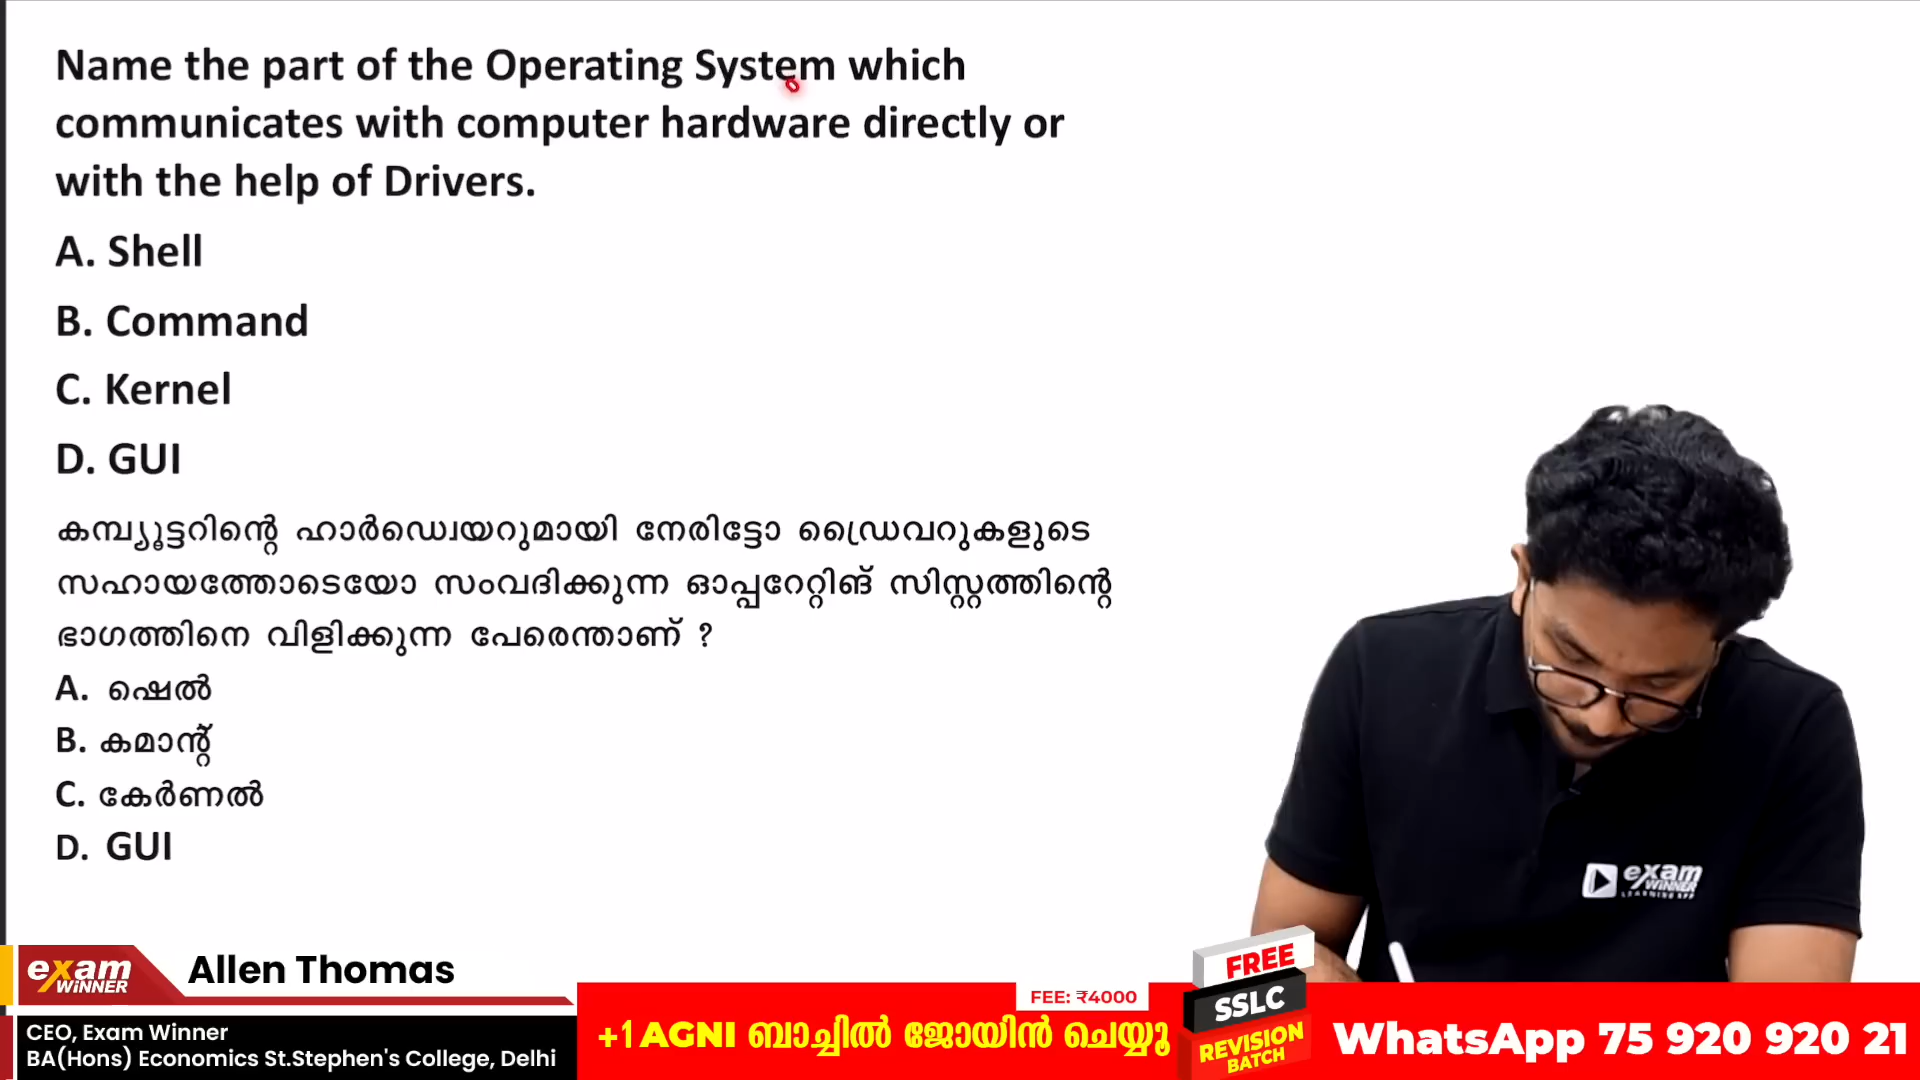 Name the part of the Operating System which
communicates with computer hardware directly or
with the help of Drivers.
A. Shell
B. Command
C. Kernel
D. GUI
കമ്പ്യൂട്ടറിന്റെ ഹാർഡ്വെയറുമായി നേരിട്ടോ ഡ്രൈവറുകളുടെ
സഹായത്തോടെയോ സംവദിക്കുന്ന ഓപ്പറേറ്റിങ് സിസ്റ്റത്തിന്റെ
ഭാഗത്തിനെ വിളിക്കുന്ന പേരെന്താണ് ?
A. ഷെൽ
B. കമാന്റ്
C. കേർണൽ
D. GUI
exam
WINNER
LEARNING APP
exam
WINNER
Allen Thomas
CEO, Exam Winner
BA(Hons) Economics St.Stephen's College, Delhi
FEE: ₹4000
+1 AGNI ബാച്ചിൽ ജോയിൻ ചെയ്യൂ
FREE
SSLC
REVISION
BATCH
WhatsApp 75 920 920 21